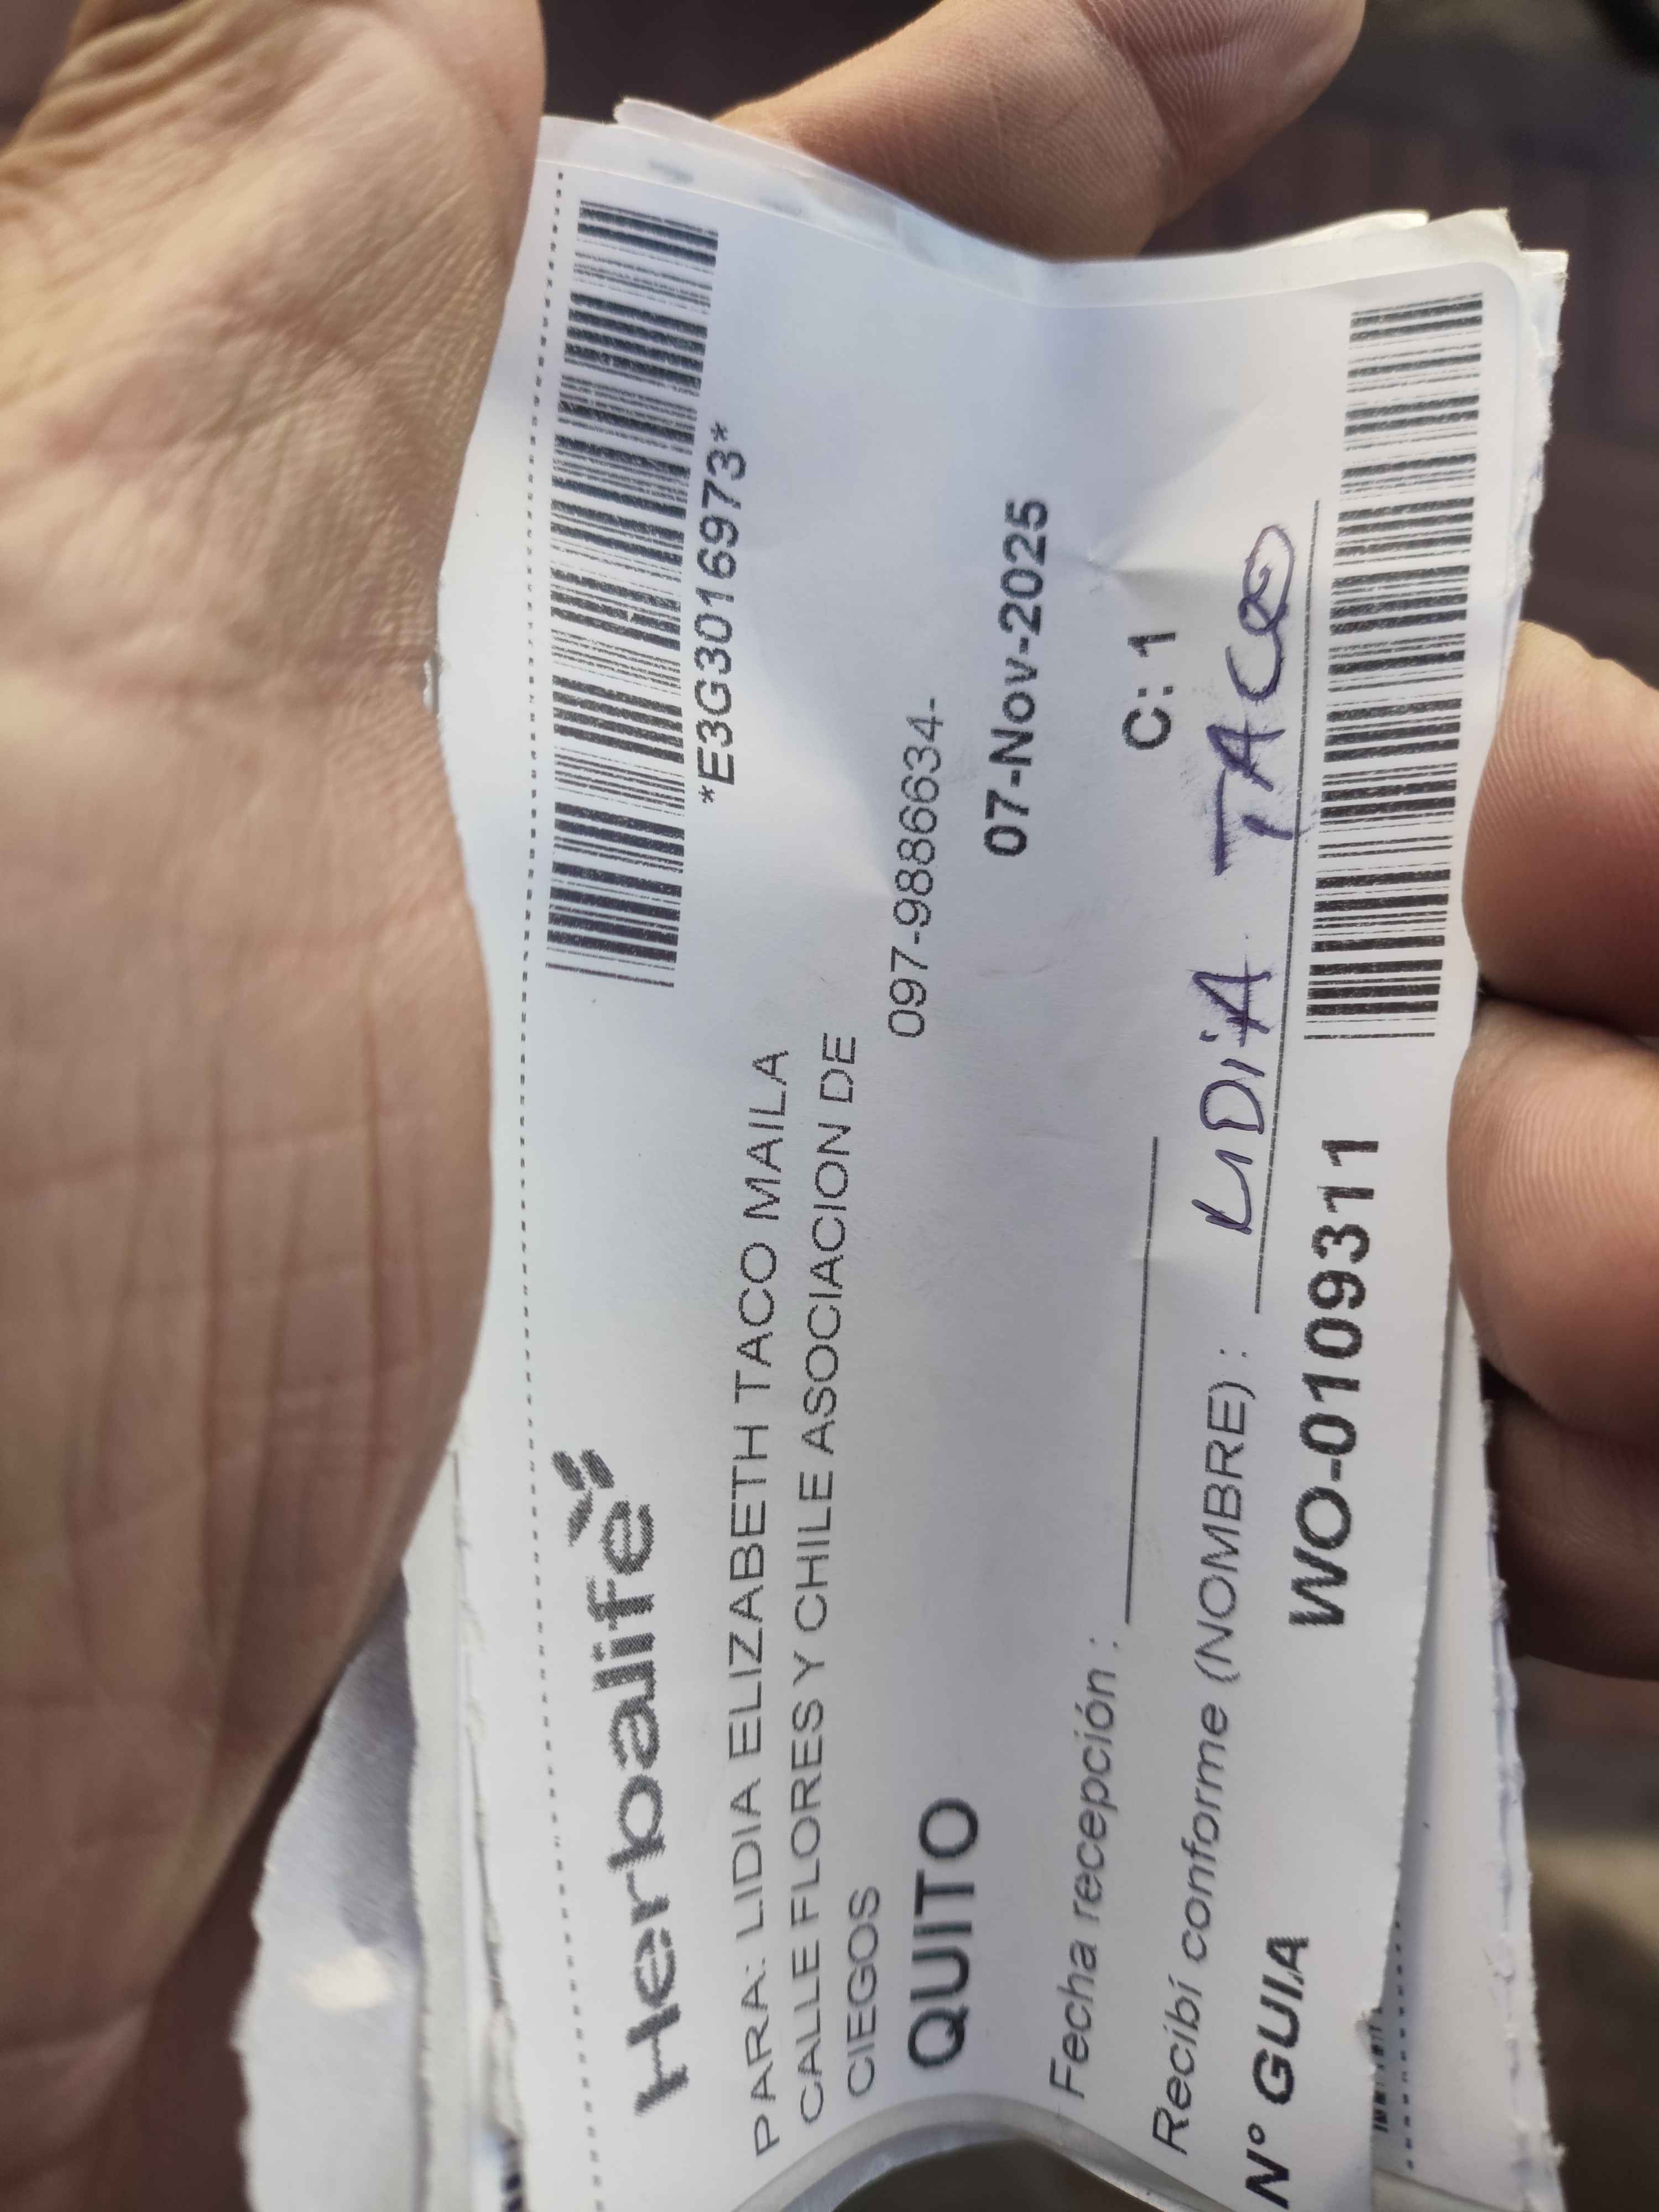 Herbalife
*E3G3016973*
PARA: LIDIA ELIZABETH TACO MAILA
CALLE FLORES Y CHILE ASOCIACION DE
CIEGOS
097-9886634-
QUITO
07-Nov-2025
Fecha recepción :
C: 1
Recibí conforme (NOMBRE) : LIDIA TACO
N° GUIA WO-0109311